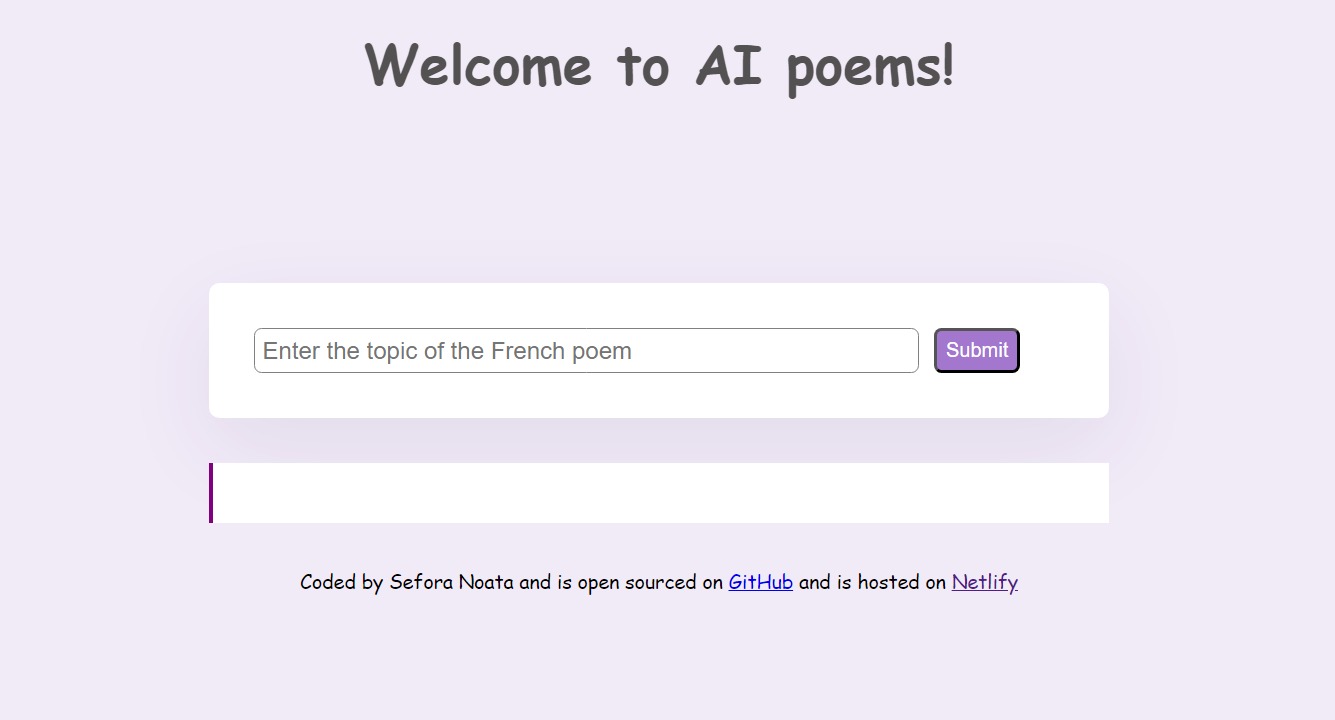 Welcome to AI poems!
Enter the topic of the French poem
Submit
Coded by Sefora Noata and is open sourced on GitHub and is hosted on Netlify